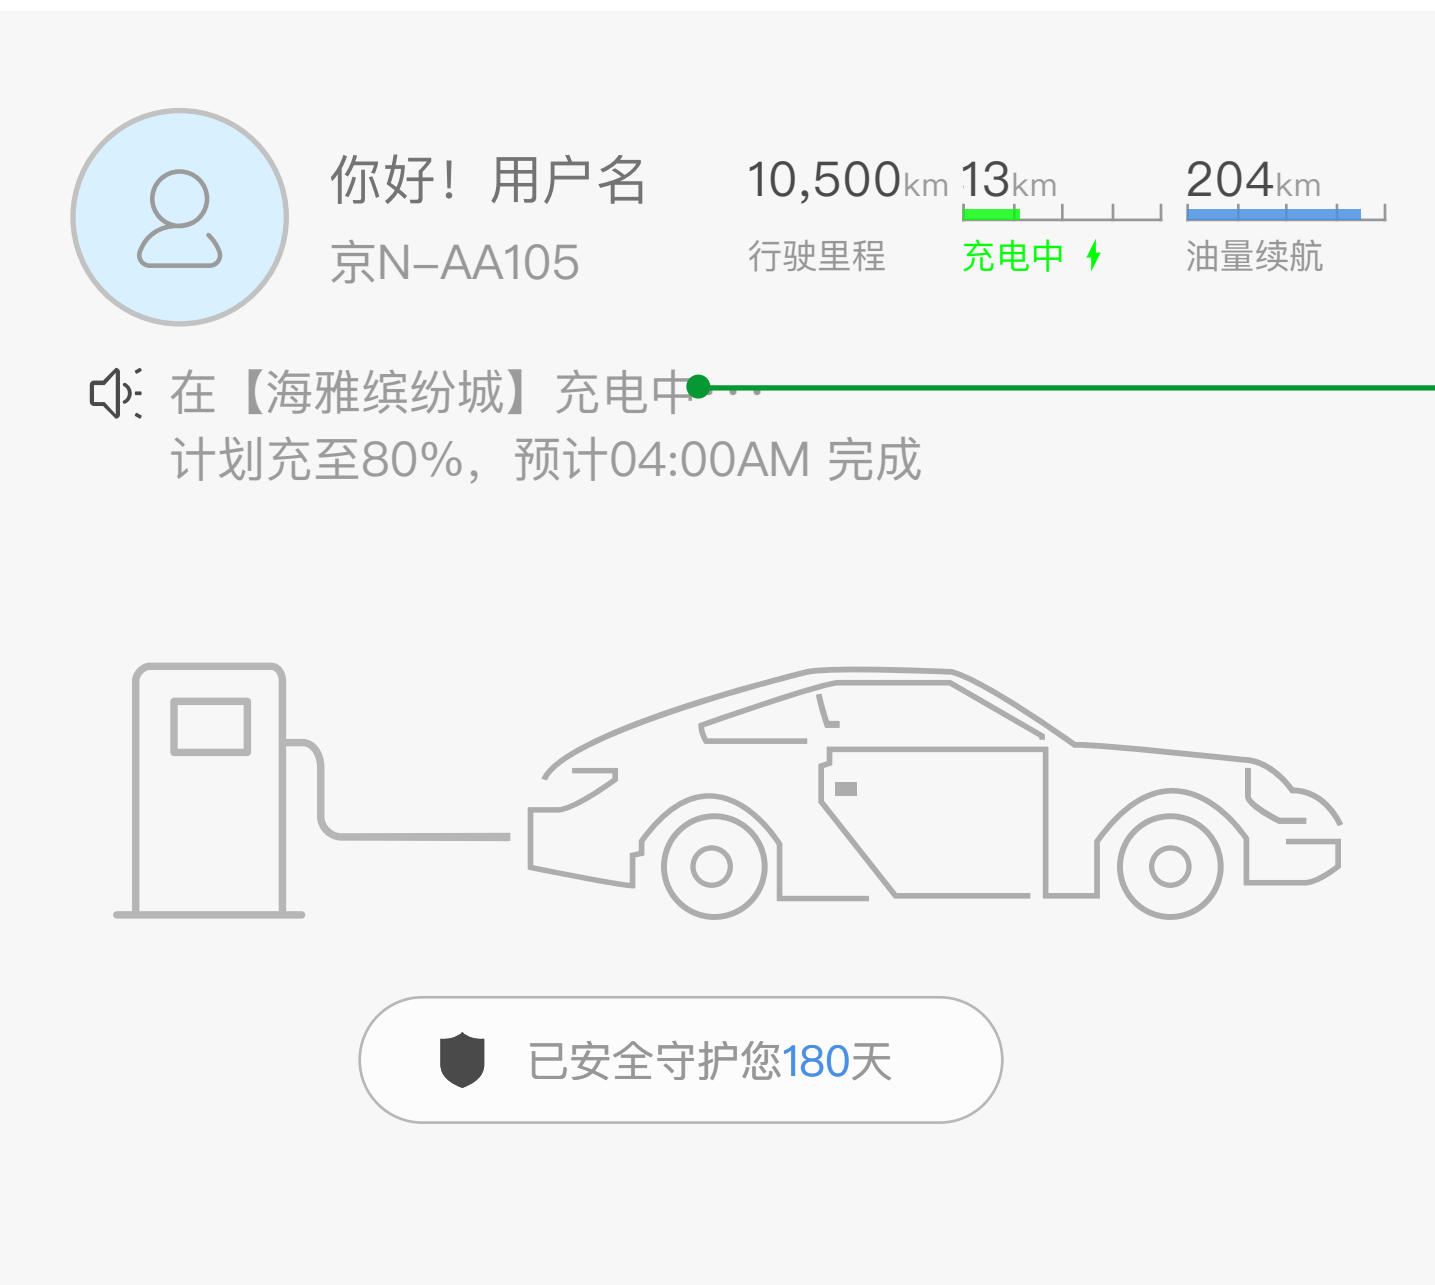 你好！用户名
京N–AA105
10,500km
行驶里程
13km
充电中
204km
油量续航
在【海雅缤纷城】充电中···
计划充至80%，预计04:00AM 完成
已安全守护您180天